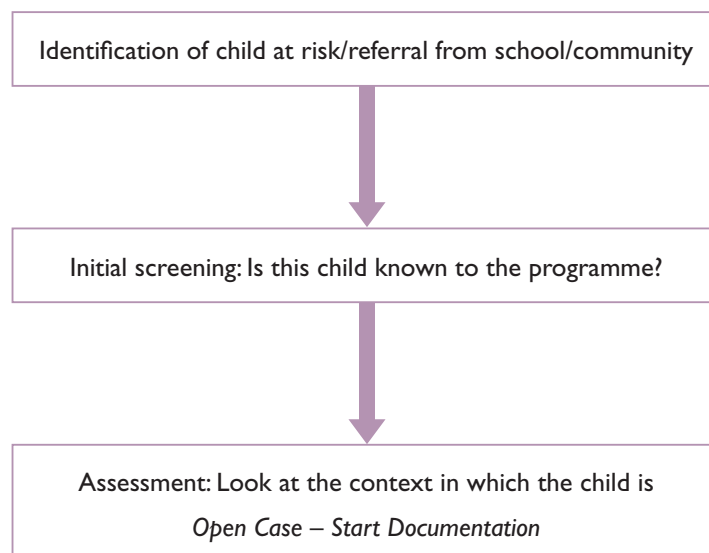 Identification of child at risk/referral from school/community
Initial screening: Is this child known to the programme?
Assessment: Look at the context in which the child is
Open Case – Start Documentation